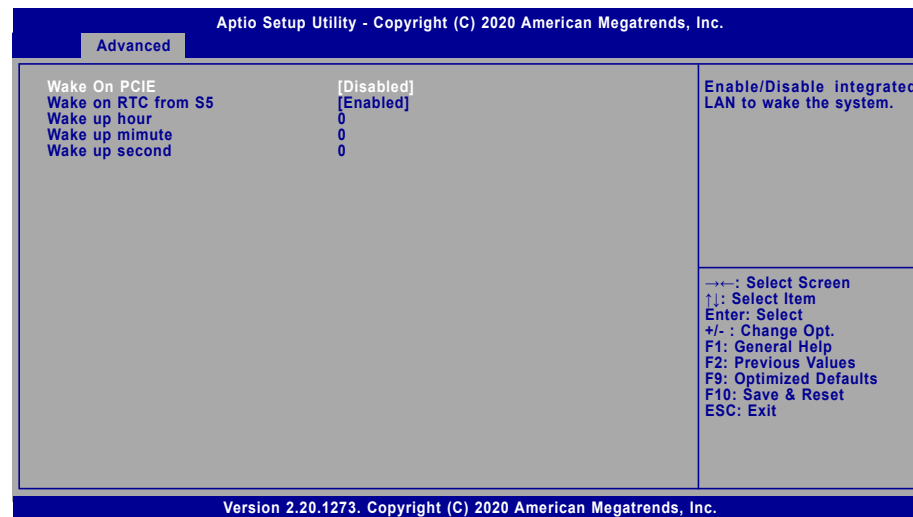 Aptio Setup Utility - Copyright (C) 2020 American Megatrends, Inc.
Advanced
Wake On PCIE [Disabled]
Wake on RTC from S5 [Enabled]
Wake up hour 0
Wake up mimute 0
Wake up second 0
Enable/Disable integrated
LAN to wake the system.
→←: Select Screen
↑↓: Select Item
Enter: Select
+/- : Change Opt.
F1: General Help
F2: Previous Values
F9: Optimized Defaults
F10: Save & Reset
ESC: Exit
Version 2.20.1273. Copyright (C) 2020 American Megatrends, Inc.